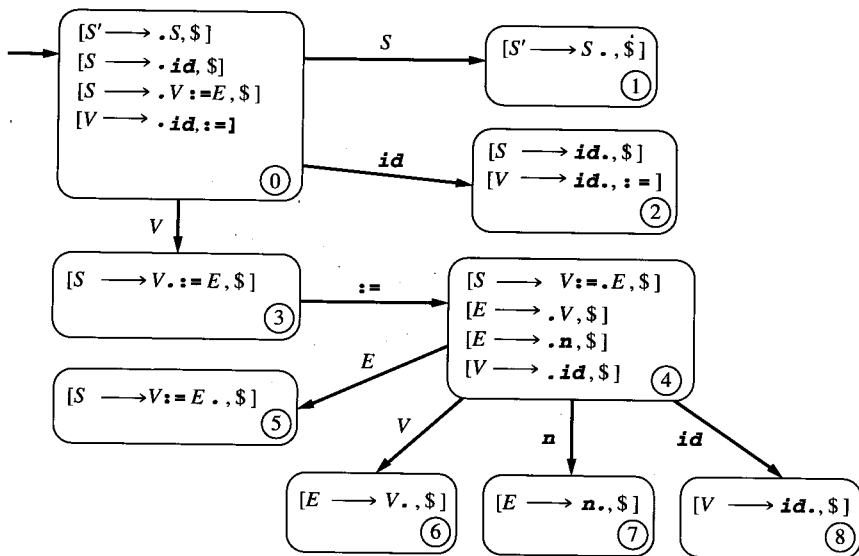 [S' ⟶ .S,$]
[S ⟶ .id,$]
[S ⟶ .V:=E,$]
[V ⟶ .id,:=]
0
S
[S' ⟶ S.,$]
1
id
[S ⟶ id.,$]
[V ⟶ id.,:=]
2
V
[S ⟶ V.:=E,$]
3
:=
[S ⟶ V:=.E,$]
[E ⟶ .V,$]
[E ⟶ .n,$]
[V ⟶ .id,$]
4
E
[S ⟶ V:=E.,$]
5
V
n
id
[E ⟶ V.,$]
6
[E ⟶ n.,$]
7
[V ⟶ id.,$]
8